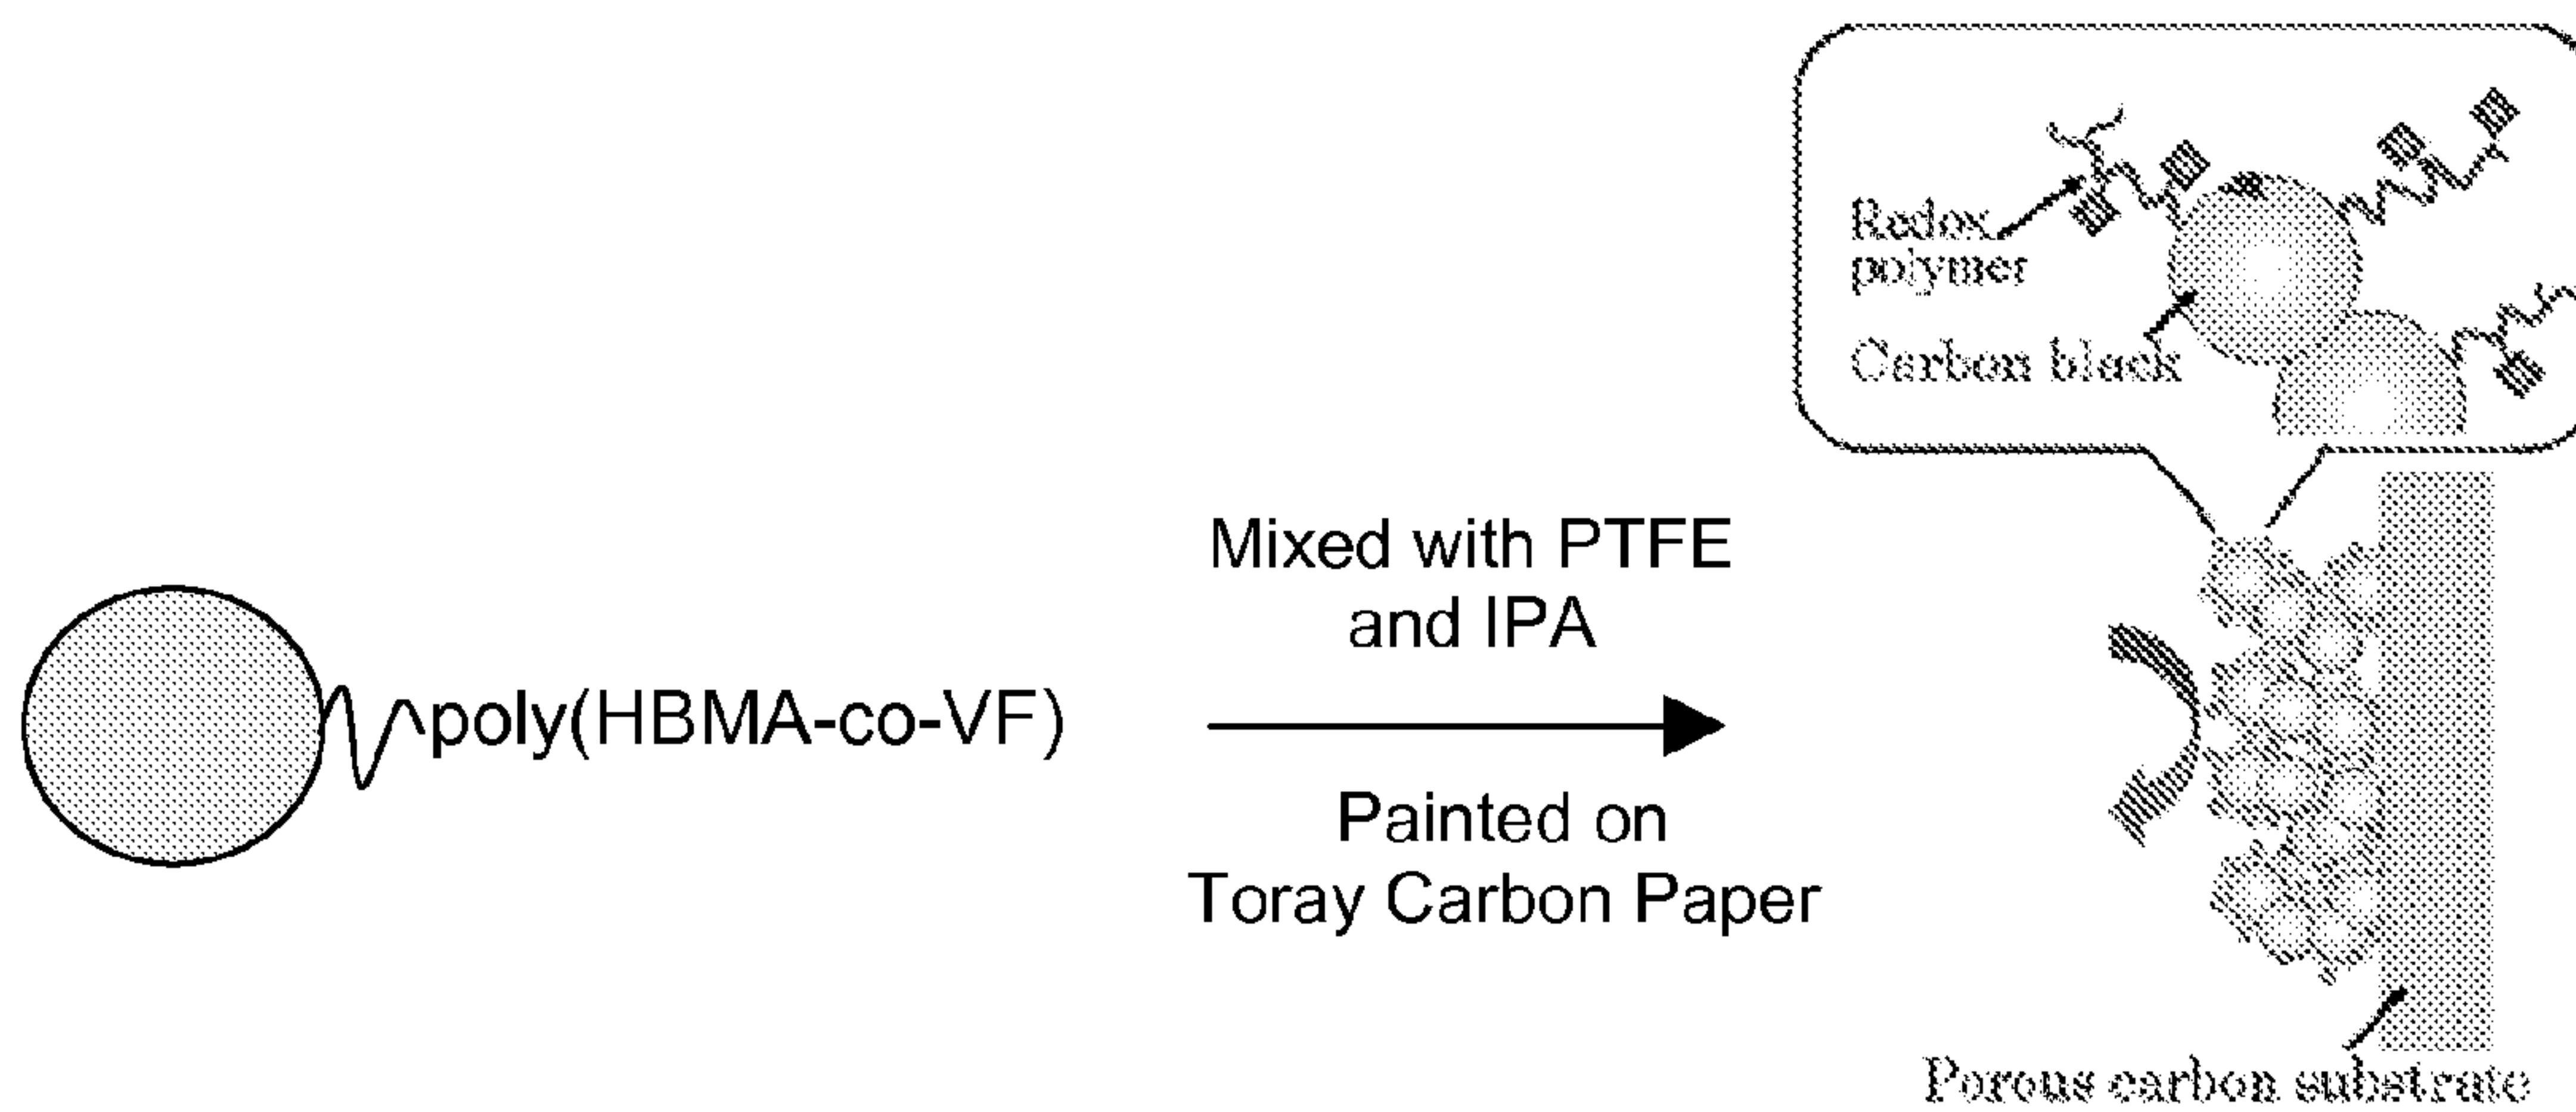 Redox
polymer
Carbon black
Mixed with PTFE
and IPA
poly(HBMA-co-VF)
Painted on
Toray Carbon Paper
Porous carbon substrate